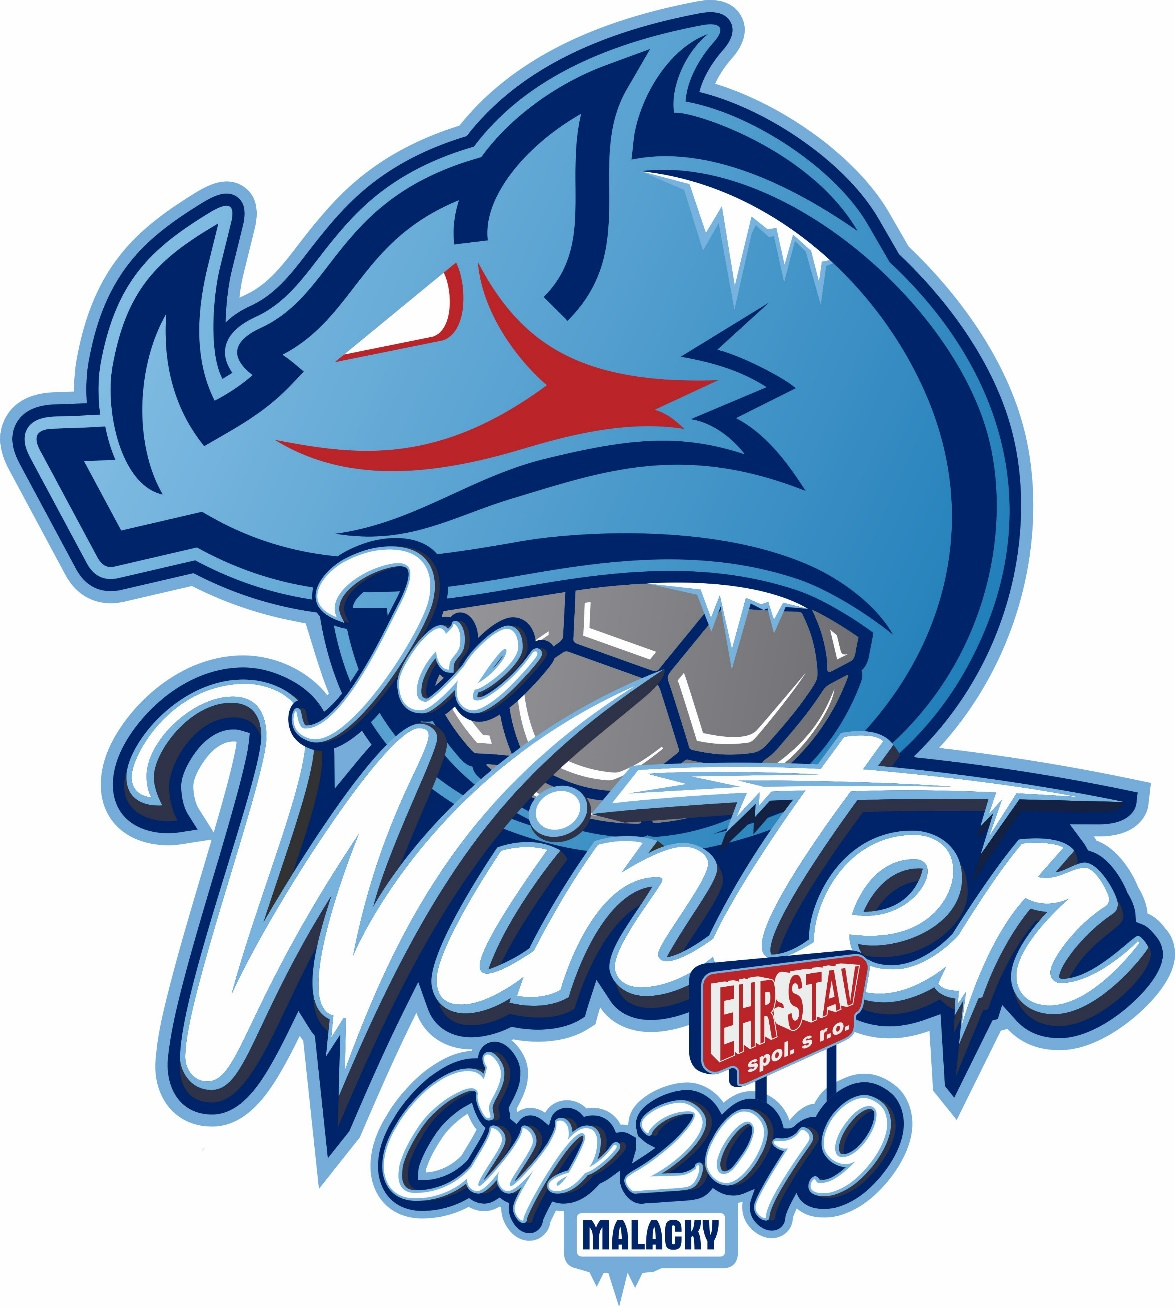 Ice
Winter
EHR-STAV
spol. s r.o.
Cup 2019
MALACKY